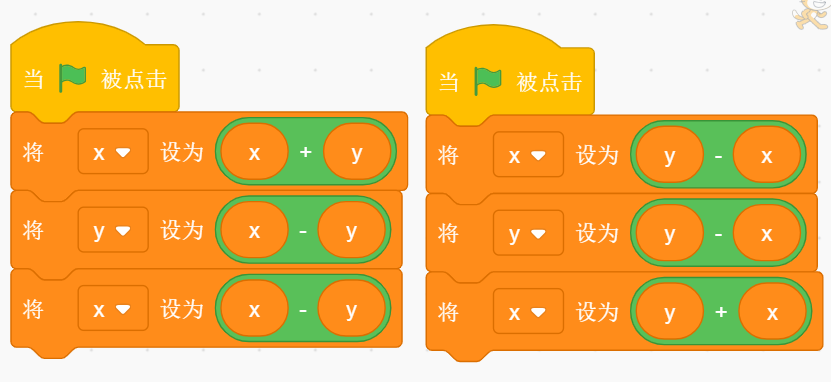 当 被点击
将 x 设为 x + y
将 y 设为 x - y
将 x 设为 x - y
当 被点击
将 x 设为 y - x
将 y 设为 y - x
将 x 设为 y + x